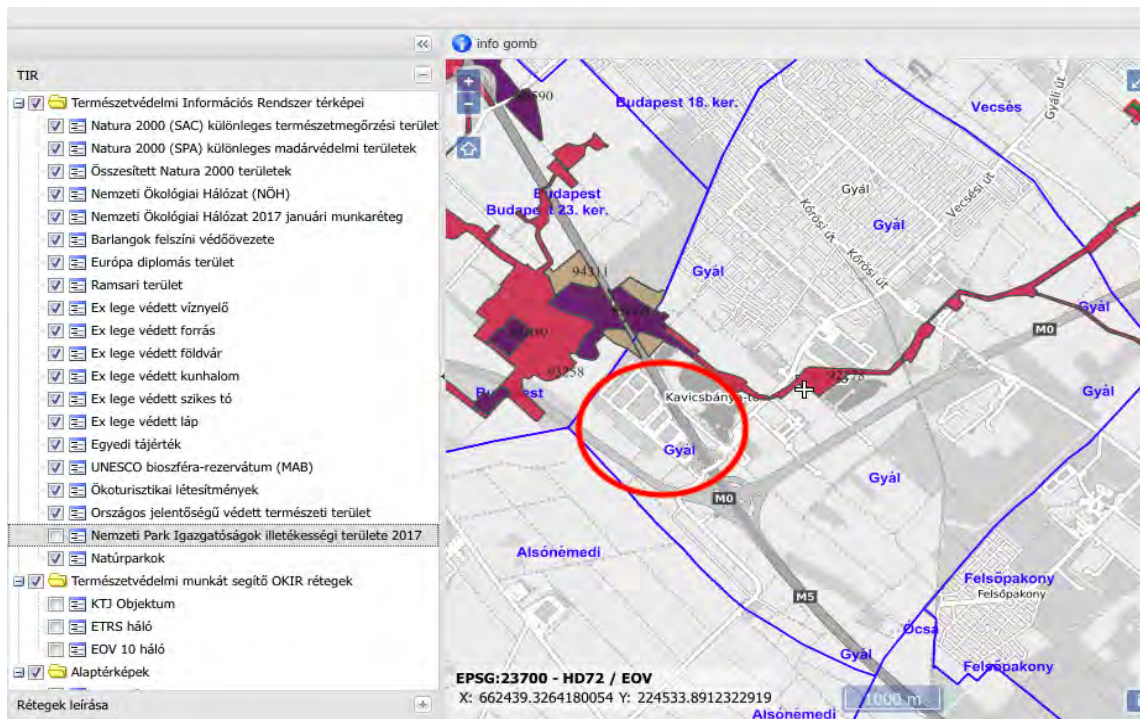 info gomb
TIR
Természetvédelmi Információs Rendszer térképei
Natura 2000 (SAC) különleges természetmegőrzési terület
Natura 2000 (SPA) különleges madárvédelmi területek
Összesített Natura 2000 területek
Nemzeti Ökológiai Hálózat (NÖH)
Nemzeti Ökológiai Hálózat 2017 januári munkaréteg
Barlangok felszíni védőövezete
Európa diplomás terület
Ramsari terület
Ex lege védett víznyelő
Ex lege védett forrás
Ex lege védett földvár
Ex lege védett kunhalom
Ex lege védett szikes tó
Ex lege védett láp
Egyedi tájérték
UNESCO bioszféra-rezervátum (MAB)
Ökoturisztikai létesítmények
Országos jelentőségű védett természeti terület
Nemzeti Park Igazgatóságok illetékességi területe 2017
Natúrparkok
Természetvédelmi munkát segítő OKIR rétegek
KTJ Objektum
ETRS háló
EOV 10 háló
Alaptérképek
Rétegek leírása
Budapest 18. ker.
Vecsés
Gyáli út
Gyál
Vecsési út
Budapest
Budapest 23. ker.
Kőrösi út
Gyál
Kőrösi út
94311
Gyál
Gyál
M0
93258
Kavicsbánya-tó
Gyál
Gyál
Gyál
M0
Alsónémedi
Felsőpakony
Felsőpakony
M5
Ócsa
Gyál
Felsőpakony
EPSG:23700 - HD72 / EOV
X: 662439.3264180054 Y: 224533.8912322919
1000 m
Alsónémedi